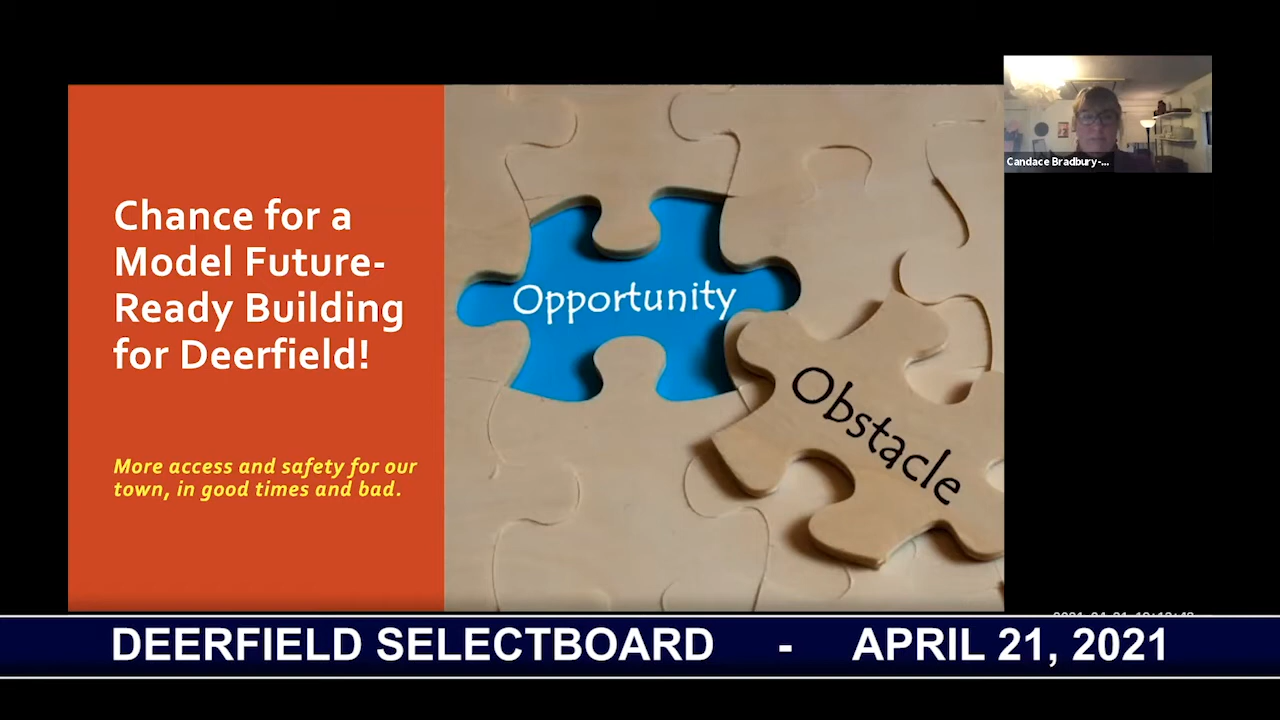 Chance for a
Model Future-
Ready Building
for Deerfield!
More access and safety for our
town, in good times and bad.
Opportunity
Obstacle
Candace Bradbury-...
DEERFIELD SELECTBOARD - APRIL 21, 2021